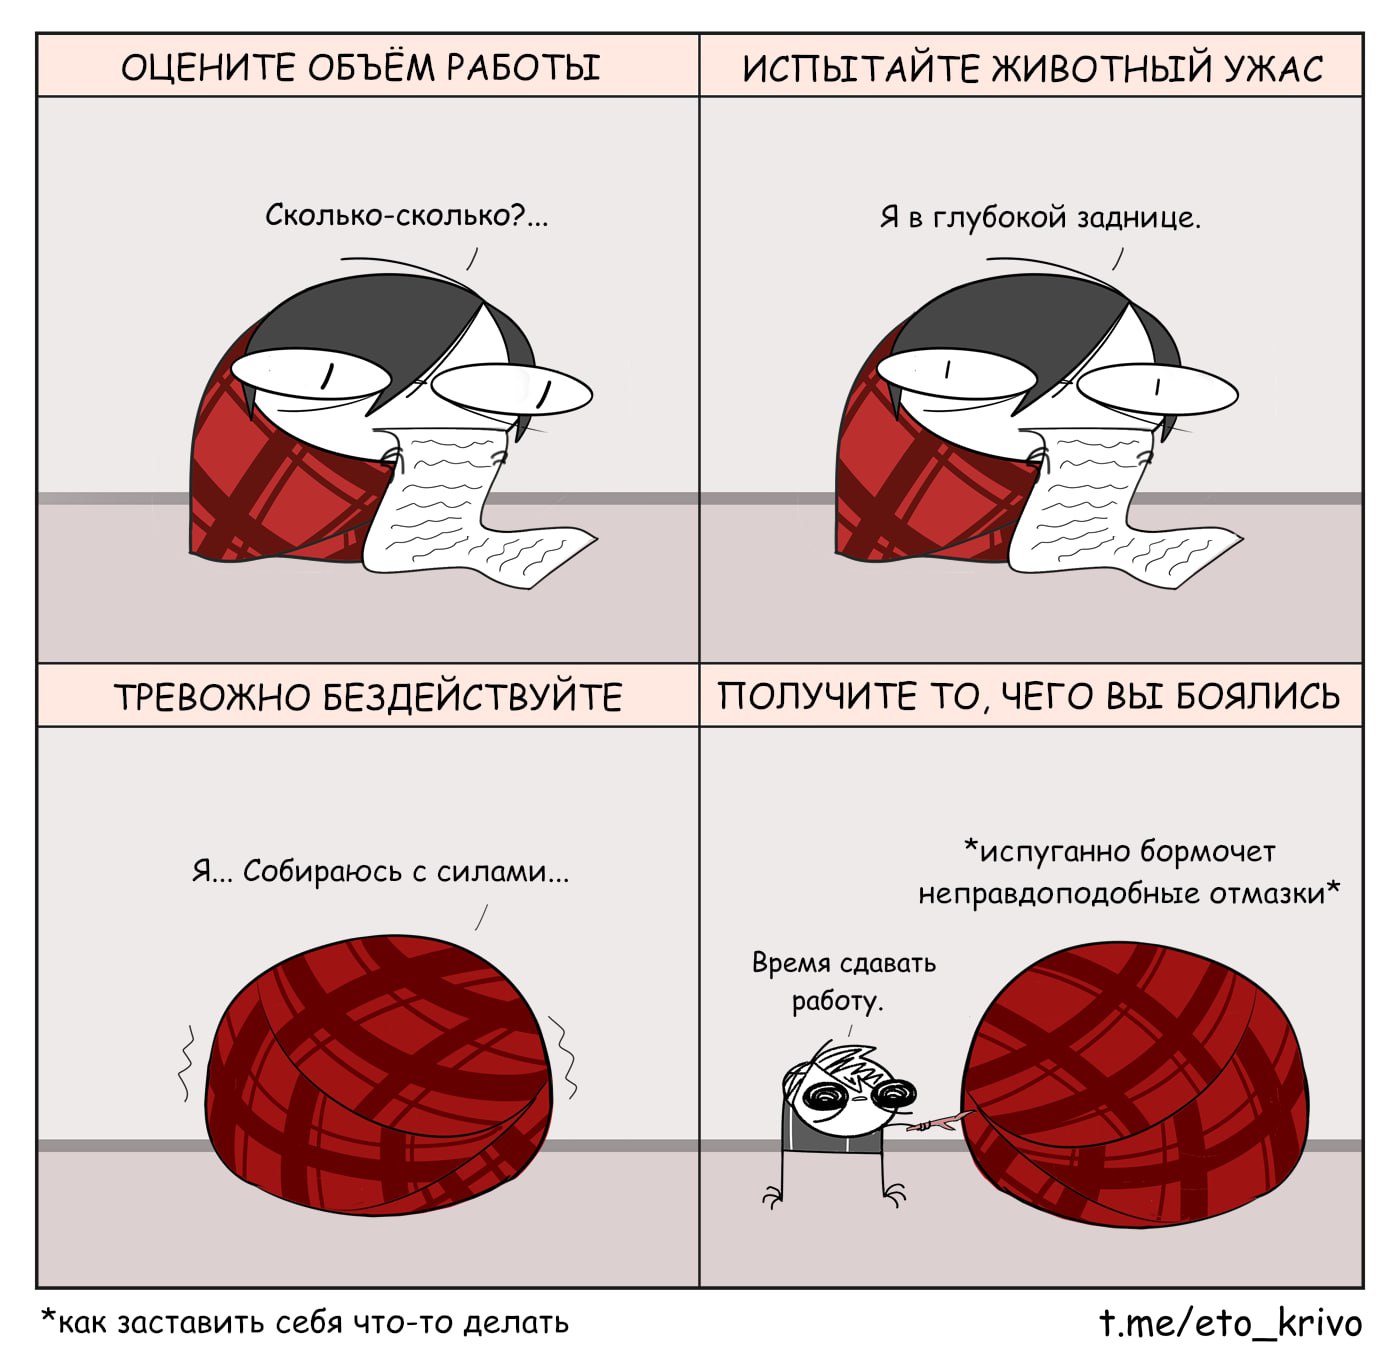 ОЦЕНИТЕ ОБЪЁМ РАБОТЫ
Сколько-сколько?...
ИСПЫТАЙТЕ ЖИВОТНЫЙ УЖАС
Я в глубокой заднице.
ТРЕВОЖНО БЕЗДЕЙСТВУЙТЕ
Я... Собираюсь с силами...
ПОЛУЧИТЕ ТО, ЧЕГО ВЫ БОЯЛИСЬ
Время сдавать
работу.
*испуганно бормочет
неправдоподобные отмазки*
*как заставить себя что-то делать
t.me/eto_krivo